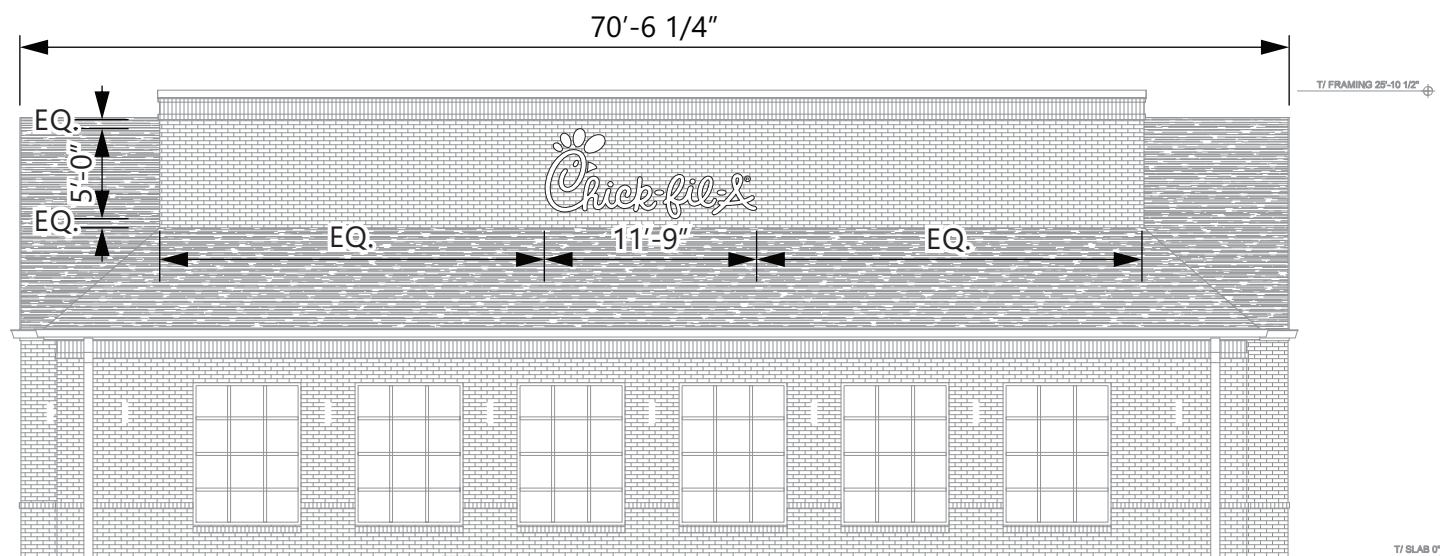 70'-6 1/4"
T/ FRAMING 25'-10 1/2"
EQ.
5'-0"
EQ.
Chick-fil-A®
EQ.
11'-9"
EQ.
T/ SLAB 0"